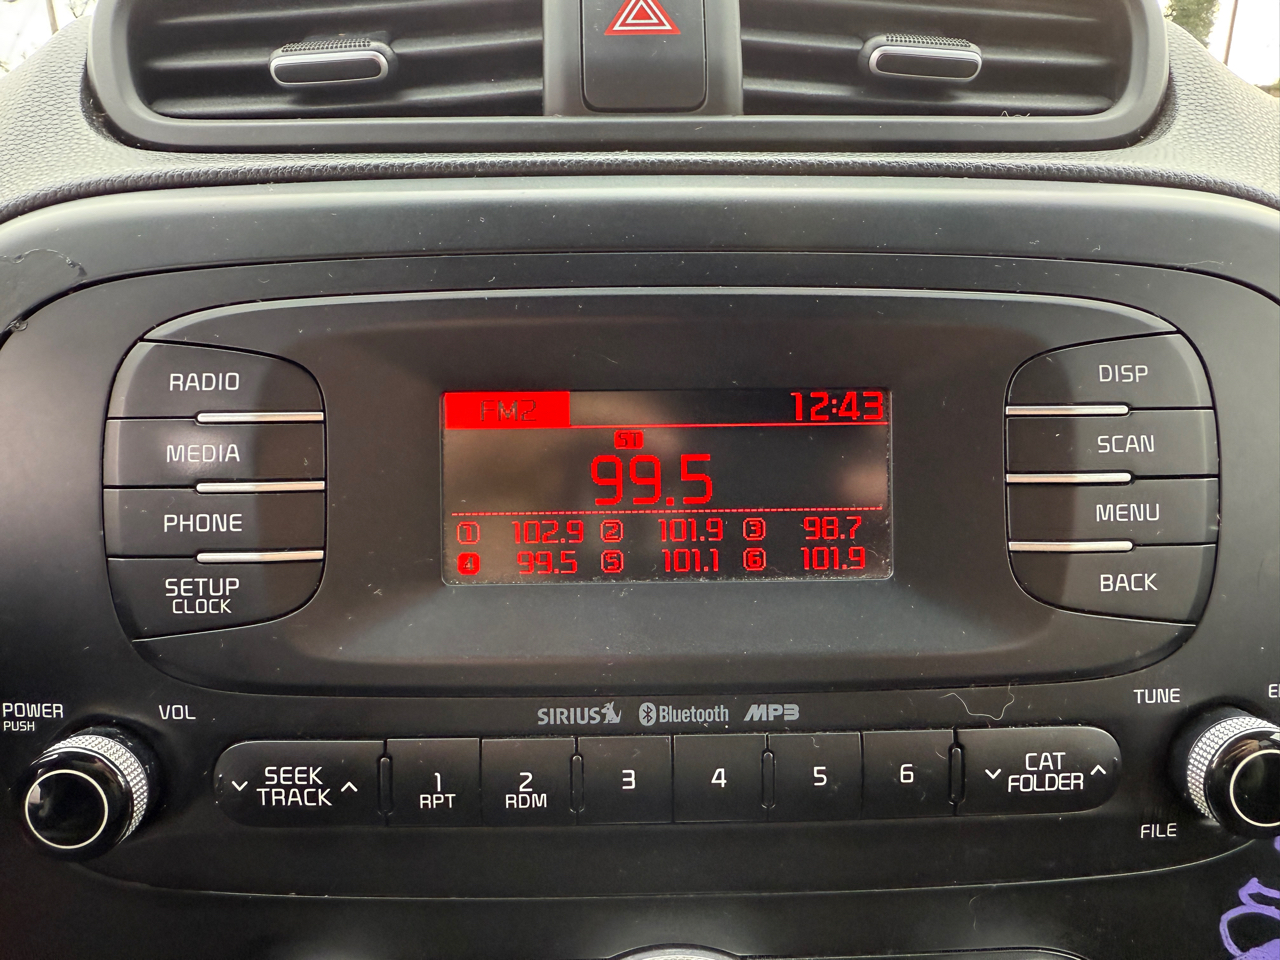 FM2 12:43
ST
99.5
1 102.9 2 101.9 3 98.7
4 99.5 5 101.1 6 101.9
RADIO
MEDIA
PHONE
SETUP
CLOCK
DISP
SCAN
MENU
BACK
POWER
PUSH
VOL
SIRIUS Bluetooth MP3
TUNE
SEEK
TRACK
1
RPT
2
RDM
3
4
5
6
CAT
FOLDER
FILE